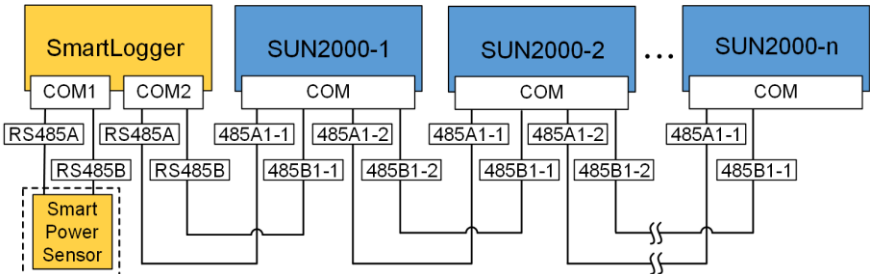 SmartLogger
SUN2000-1
SUN2000-2
...
SUN2000-n
COM1
COM2
COM
COM
COM
RS485A
RS485A
485A1-1
485A1-2
485A1-1
485A1-2
485A1-1
RS485B
RS485B
485B1-1
485B1-2
485B1-1
485B1-2
485B1-1
Smart
Power
Sensor